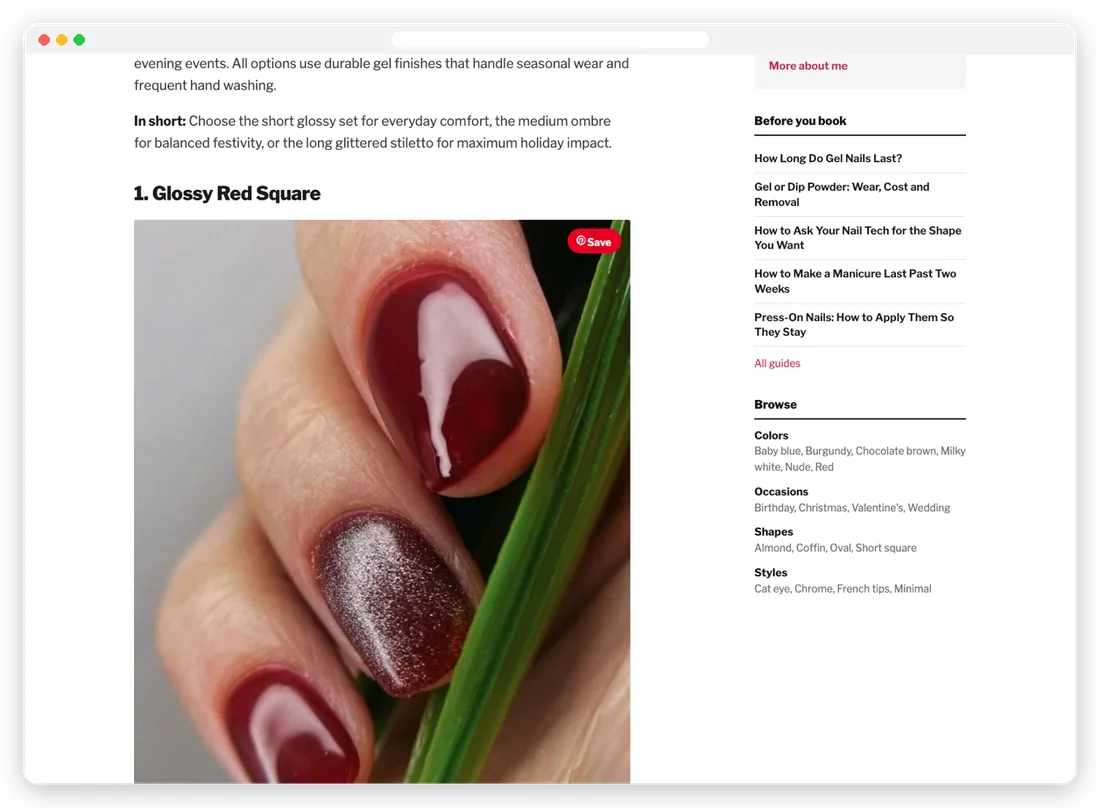 evening events. All options use durable gel finishes that handle seasonal wear and
frequent hand washing.
In short: Choose the short glossy set for everyday comfort, the medium ombre
for balanced festivity, or the long glittered stiletto for maximum holiday impact.
1. Glossy Red Square
Save
More about me
Before you book
How Long Do Gel Nails Last?
Gel or Dip Powder: Wear, Cost and
Removal
How to Ask Your Nail Tech for the Shape
You Want
How to Make a Manicure Last Past Two
Weeks
Press-On Nails: How to Apply Them So
They Stay
All guides
Browse
Colors
Baby blue, Burgundy, Chocolate brown, Milky
white, Nude, Red
Occasions
Birthday, Christmas, Valentine's, Wedding
Shapes
Almond, Coffin, Oval, Short square
Styles
Cat eye, Chrome, French tips, Minimal